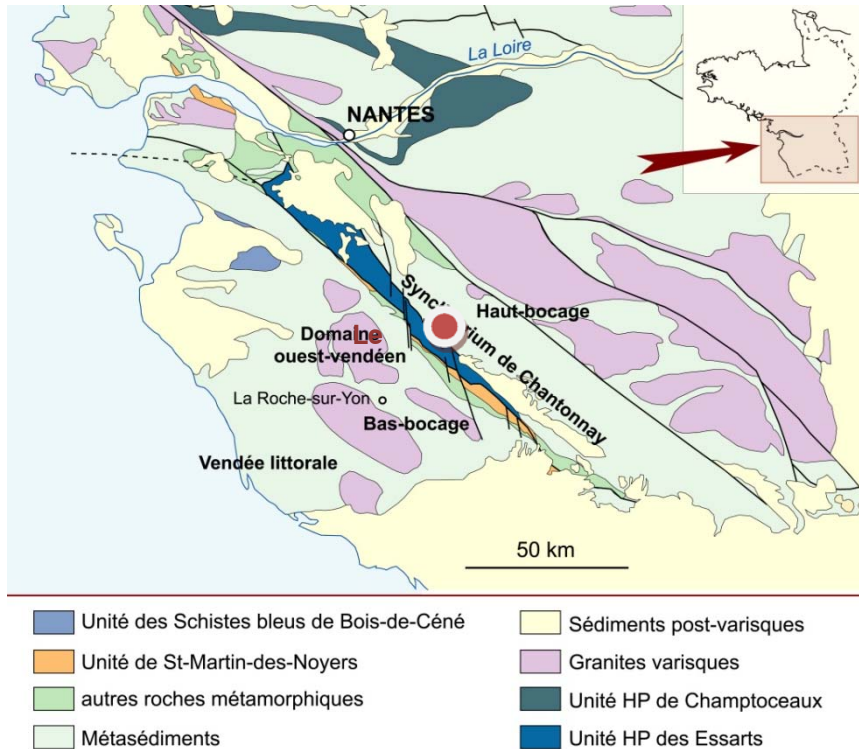 La Loire
NANTES
Synclinorium de Chantonnay
Haut-bocage
Le
Domaine
ouest-vendéen
La Roche-sur-Yon
Bas-bocage
Vendée littorale
50 km
Unité des Schistes bleus de Bois-de-Céné
Unité de St-Martin-des-Noyers
autres roches métamorphiques
Métasédiments
Sédiments post-varisques
Granites varisques
Unité HP de Champtoceaux
Unité HP des Essarts